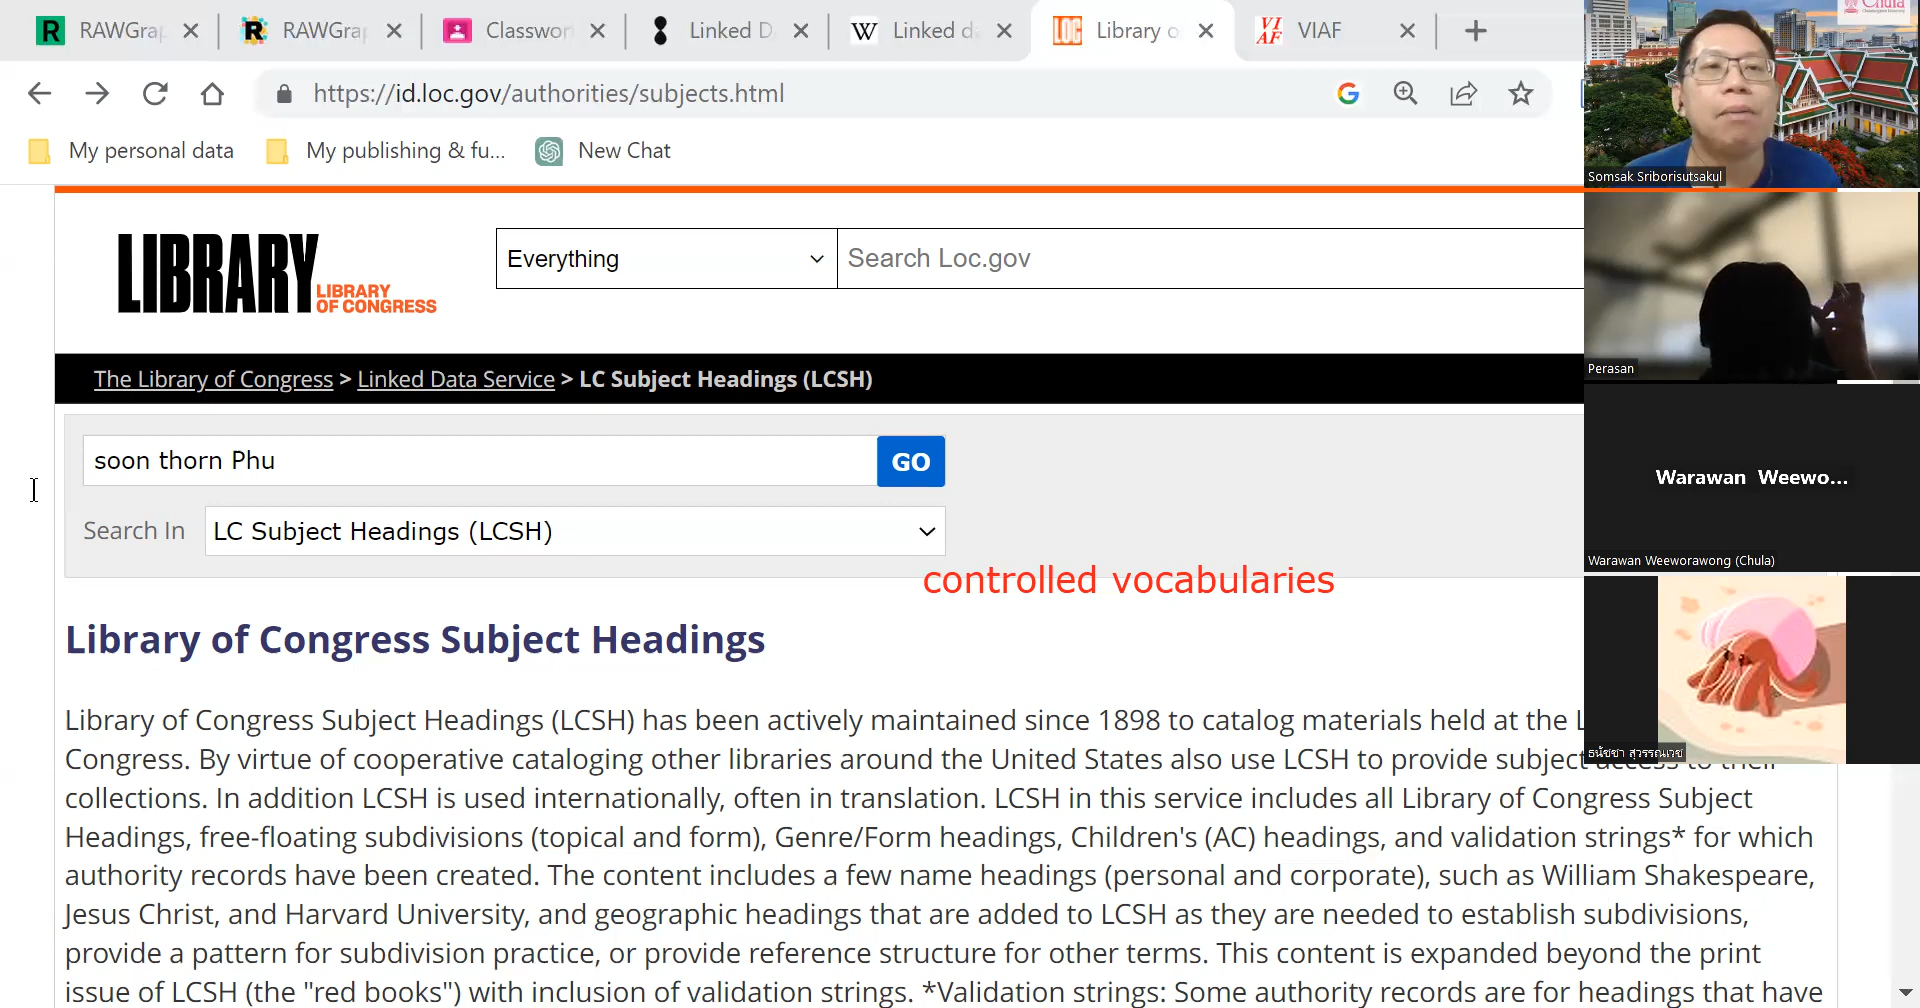 RAWGra
RAWGra
Classwor
Linked D
Linked d
Library o
VIAF
https://id.loc.gov/authorities/subjects.html
My personal data
My publishing & fu...
New Chat
LIBRARY
LIBRARY
OF CONGRESS
Everything
Search Loc.gov
The Library of Congress > Linked Data Service > LC Subject Headings (LCSH)
soon thorn Phu
GO
Search In
LC Subject Headings (LCSH)
controlled vocabularies
Library of Congress Subject Headings
Library of Congress Subject Headings (LCSH) has been actively maintained since 1898 to catalog materials held at the
Congress. By virtue of cooperative cataloging other libraries around the United States also use LCSH to provide subject access to their
collections. In addition LCSH is used internationally, often in translation. LCSH in this service includes all Library of Congress Subject
Headings, free-floating subdivisions (topical and form), Genre/Form headings, Children's (AC) headings, and validation strings* for which
authority records have been created. The content includes a few name headings (personal and corporate), such as William Shakespeare,
Jesus Christ, and Harvard University, and geographic headings that are added to LCSH as they are needed to establish subdivisions,
provide a pattern for subdivision practice, or provide reference structure for other terms. This content is expanded beyond the print
issue of LCSH (the "red books") with inclusion of validation strings. *Validation strings: Some authority records are for headings that have
Chula
Somsak Sriborisutsakul
Perasan
Warawan Weewo...
Warawan Weeworawong (Chula)
ธนัชชา สุวรรณเวช